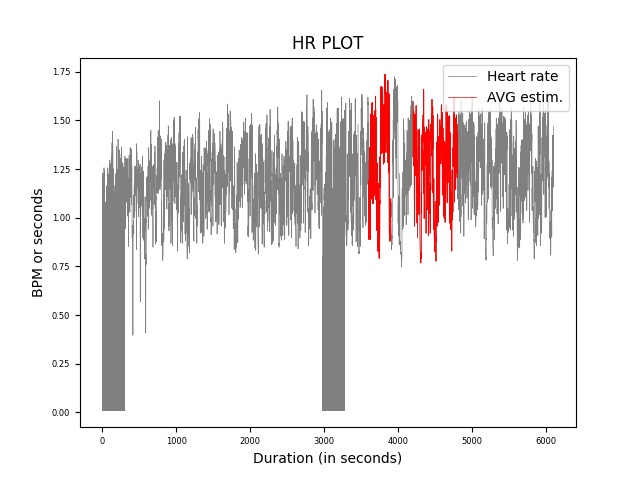 HR PLOT
Heart rate
AVG estim.
BPM or seconds
1.75
1.50
1.25
1.00
0.75
0.50
0.25
0.00
0 1000 2000 3000 4000 5000 6000
Duration (in seconds)